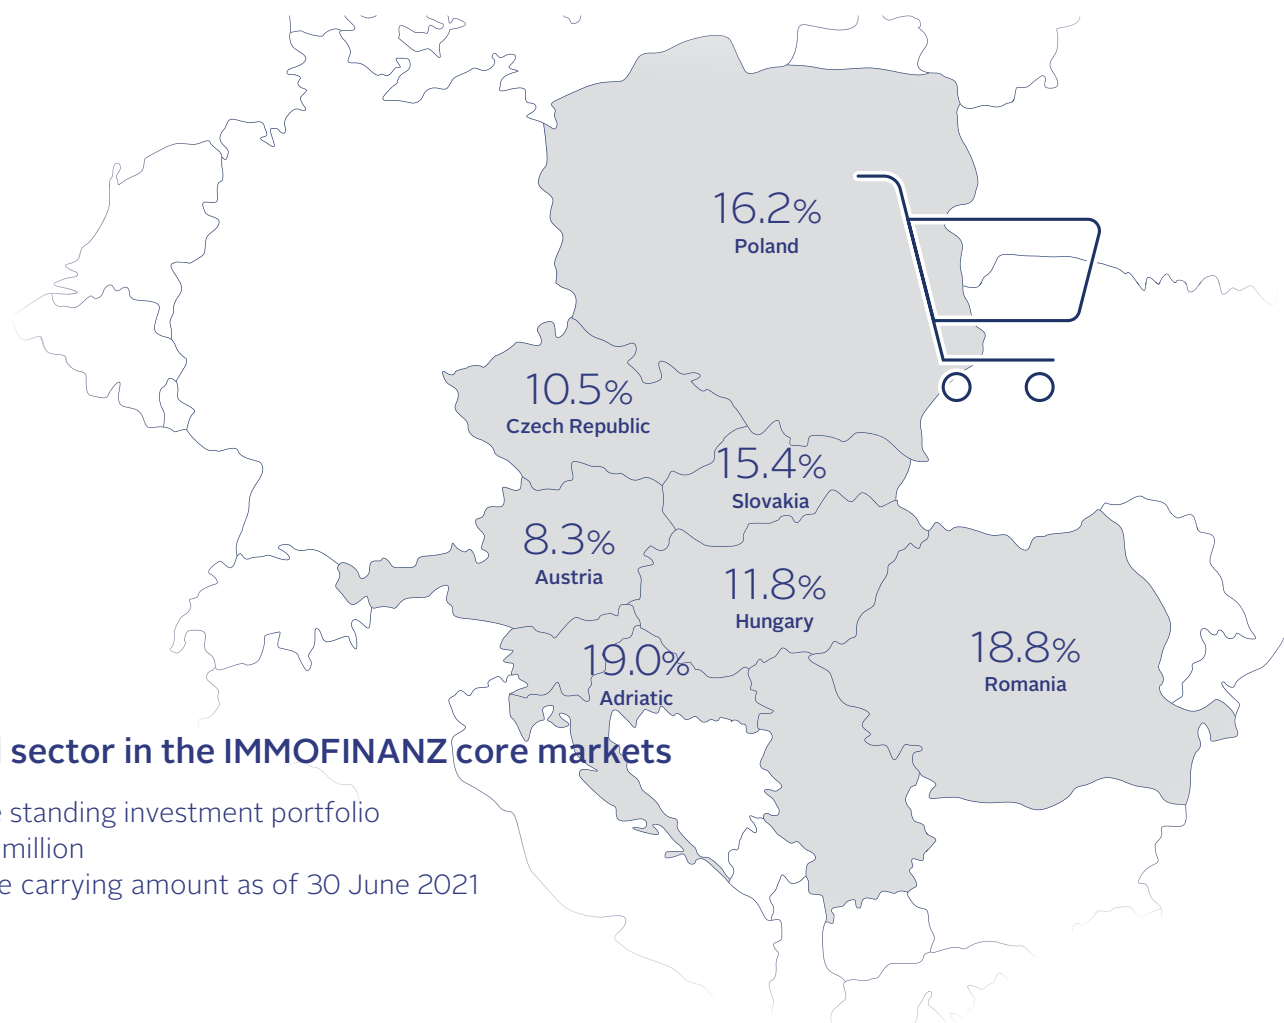 16.2%
Poland
10.5%
Czech Republic
15.4%
Slovakia
8.3%
Austria
11.8%
Hungary
19.0%
Adriatic
18.8%
Romania
sector in the IMMOFINANZ core markets
standing investment portfolio
million
carrying amount as of 30 June 2021